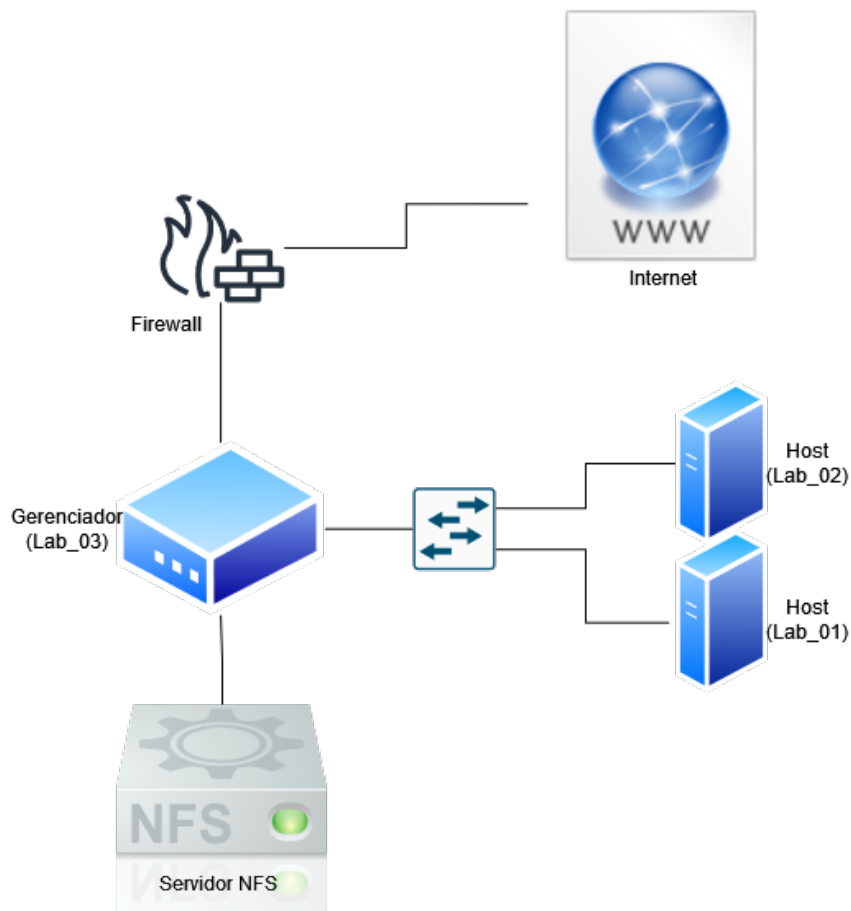 WWW
Internet
Firewall
Host
(Lab_02)
Gerenciador
(Lab_03)
Host
(Lab_01)
NFS
Servidor NFS